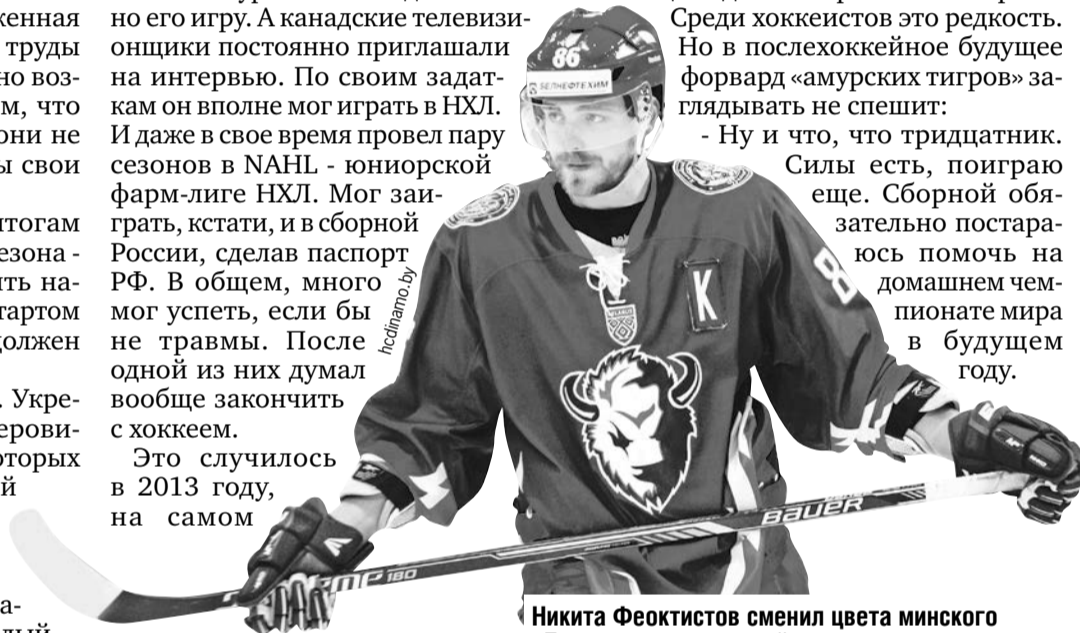 женная
труды
но воз-
м, что
они не
ы свои
итогам
езона -
ить на-
тартом
должен
. Укре-
ерови-
оторых
й
а-
но его игру. А канадские телевизи-
онщики постоянно приглашали
на интервью. По своим задат-
кам он вполне мог играть в НХЛ.
И даже в свое время провел пару
сезонов в NAHL - юниорской
фарм-лиге НХЛ. Мог заи-
грать, кстати, и в сборной
России, сделав паспорт
РФ. В общем, много
мог успеть, если бы
не травмы. После
одной из них думал
вообще закончить
с хоккеем.
Это случилось
в 2013 году,
на самом
hcdinamo.by
86
БЕЛНЕФТЕХИМ
8
K
BELARUS
BAUER
180
Среди хоккеистов это редкость.
Но в послехоккейное будущее
форвард «амурских тигров» за-
глядывать не спешит:
- Ну и что, что тридцатник.
Силы есть, поиграю
еще. Сборной обя-
зательно постара-
юсь помочь на
домашнем чем-
пионате мира
в будущем
году.
Никита Феоктистов сменил цвета минского